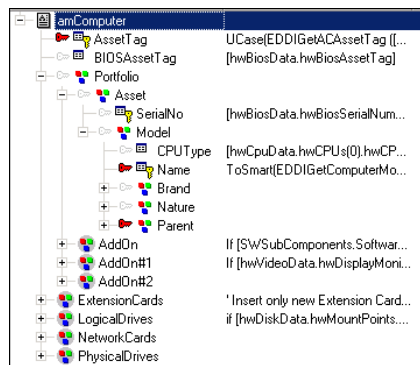 amComputer
AssetTag UCase(EDDIGetACAssetTag ([...
BIOSAssetTag [hwBiosData.hwBiosAssetTag]
Portfolio
Asset
SerialNo [hwBiosData.hwBiosSerialNum...
Model
CPUType [hwCpuData.hwCPUs(0).hwCP...
Name ToSmart(EDDIGetComputerMo...
Brand
Nature
Parent
AddOn If [SWSubComponents.Softwar...
AddOn#1 If [hwVideoData.hwDisplayMoni...
AddOn#2
ExtensionCards ' Insert only new Extension Card...
LogicalDrives if [hwDiskData.hwMountPoints....
NetworkCards
PhysicalDrives